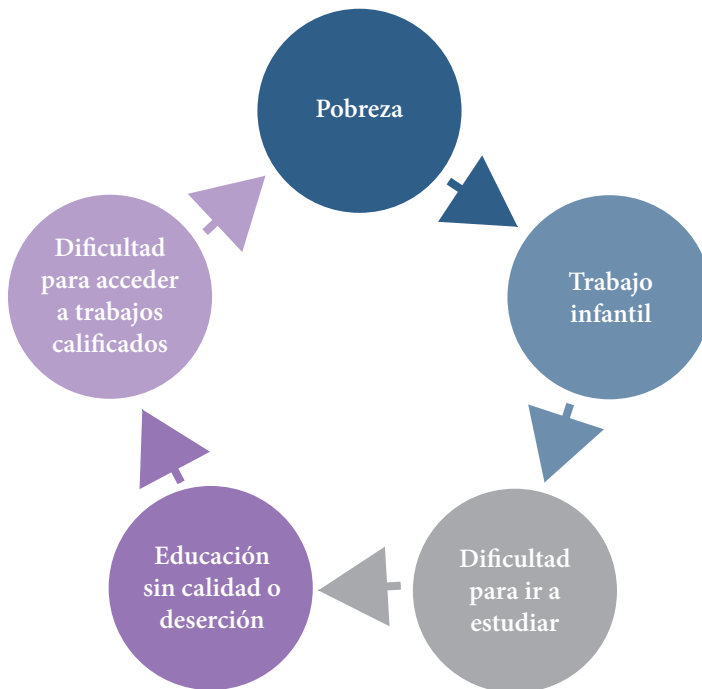 Pobreza
Trabajo
infantil
Dificultad
para ir a
estudiar
Educación
sin calidad o
deserción
Dificultad
para acceder
a trabajos
calificados